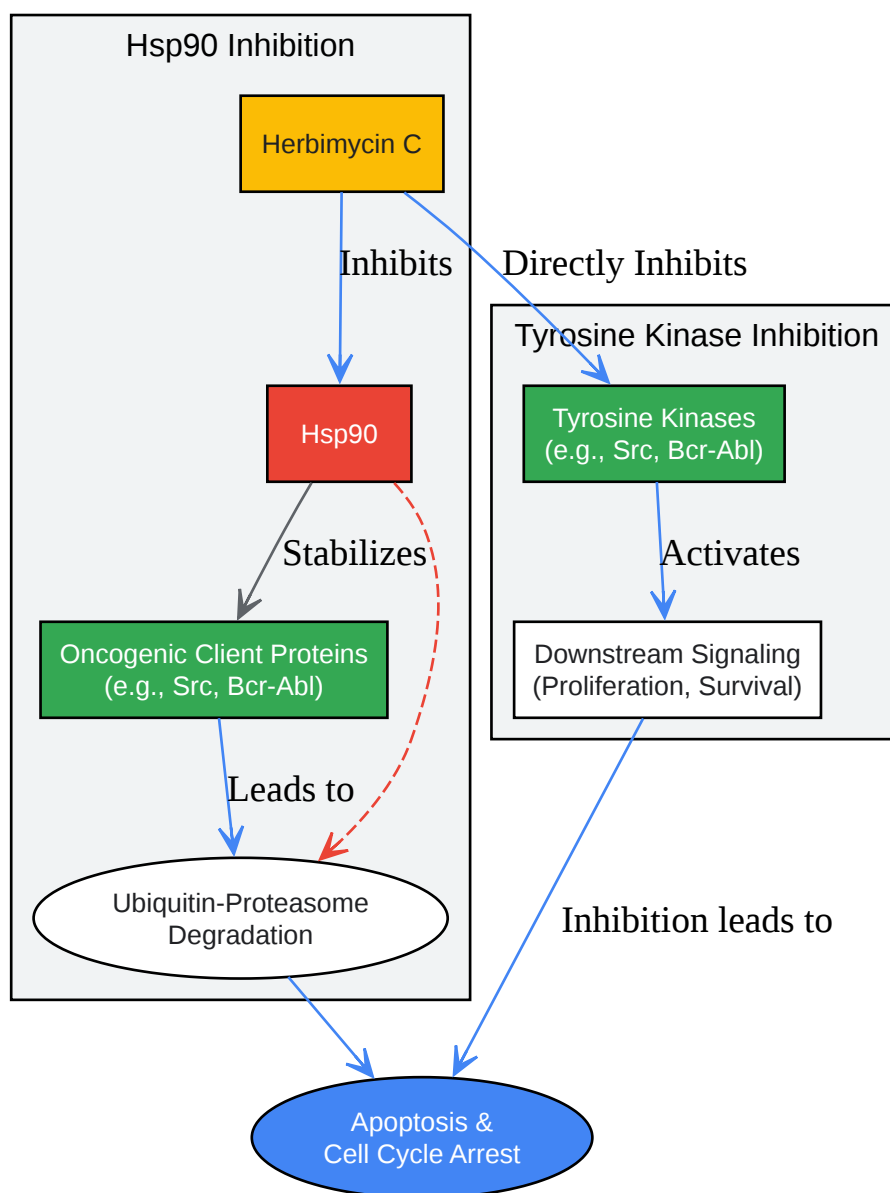 Hsp90 Inhibition
Herbimycin C
Inhibits
Directly Inhibits
Tyrosine Kinase Inhibition
Hsp90
Tyrosine Kinases
(e.g., Src, Bcr-Abl)
Stabilizes
Activates
Oncogenic Client Proteins
(e.g., Src, Bcr-Abl)
Downstream Signaling
(Proliferation, Survival)
Leads to
Ubiquitin-Proteasome
Degradation
Inhibition leads to
Apoptosis &
Cell Cycle Arrest